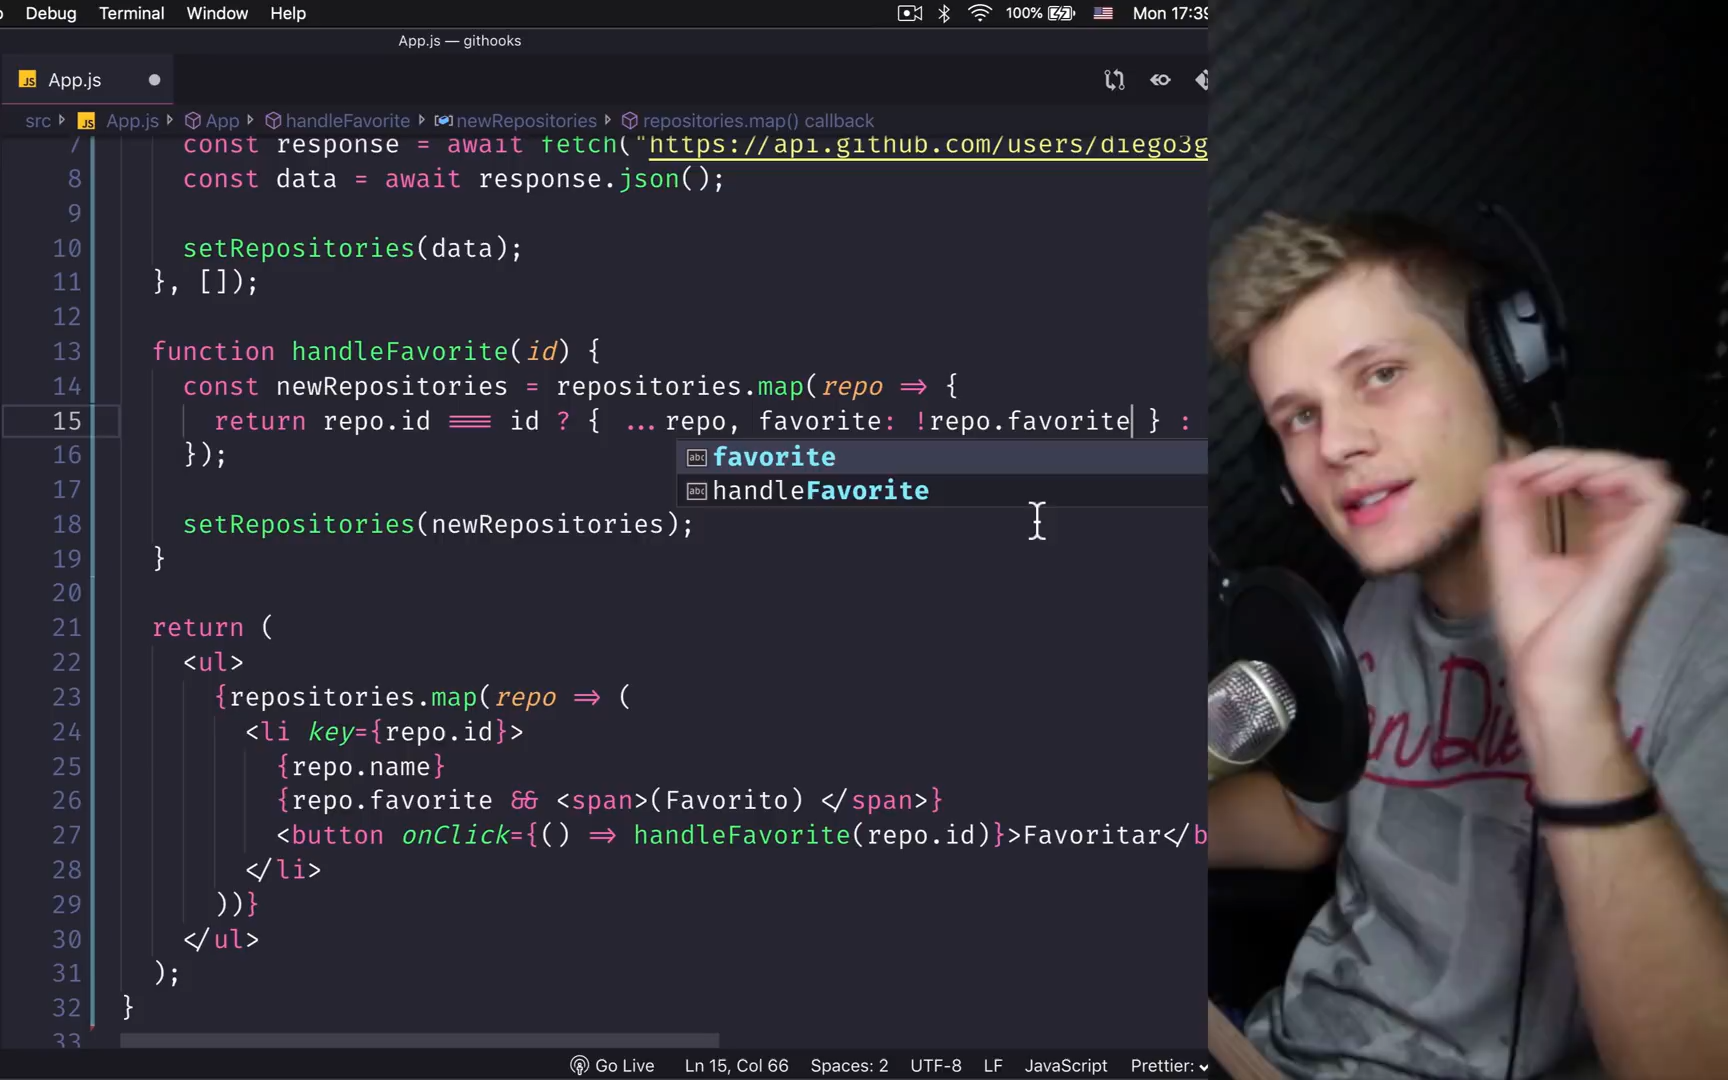 Debug Terminal Window Help 100% Mon 17:39
App.js — githooks
JS App.js
src JS App.js App handleFavorite newRepositories repositories.map() callback
7 const response = await fetch("https://api.github.com/users/diego3g
8 const data = await response.json();
9
10 setRepositories(data);
11 }, []);
12
13 function handleFavorite(id) {
14 const newRepositories = repositories.map(repo => {
15 return repo.id === id ? { ...repo, favorite: !repo.favorite } :
abc favorite
16 });
abc handleFavorite
17
18 setRepositories(newRepositories);
19 }
20
21 return (
22 <ul>
23 {repositories.map(repo => (
24 <li key={repo.id}>
25 {repo.name}
26 {repo.favorite && <span>(Favorito) </span>}
27 <button onClick={() => handleFavorite(repo.id)}>Favoritar</b
28 </li>
29 ))}
30 </ul>
31 );
32 }
33
Go Live Ln 15, Col 66 Spaces: 2 UTF-8 LF JavaScript Prettier: ✓